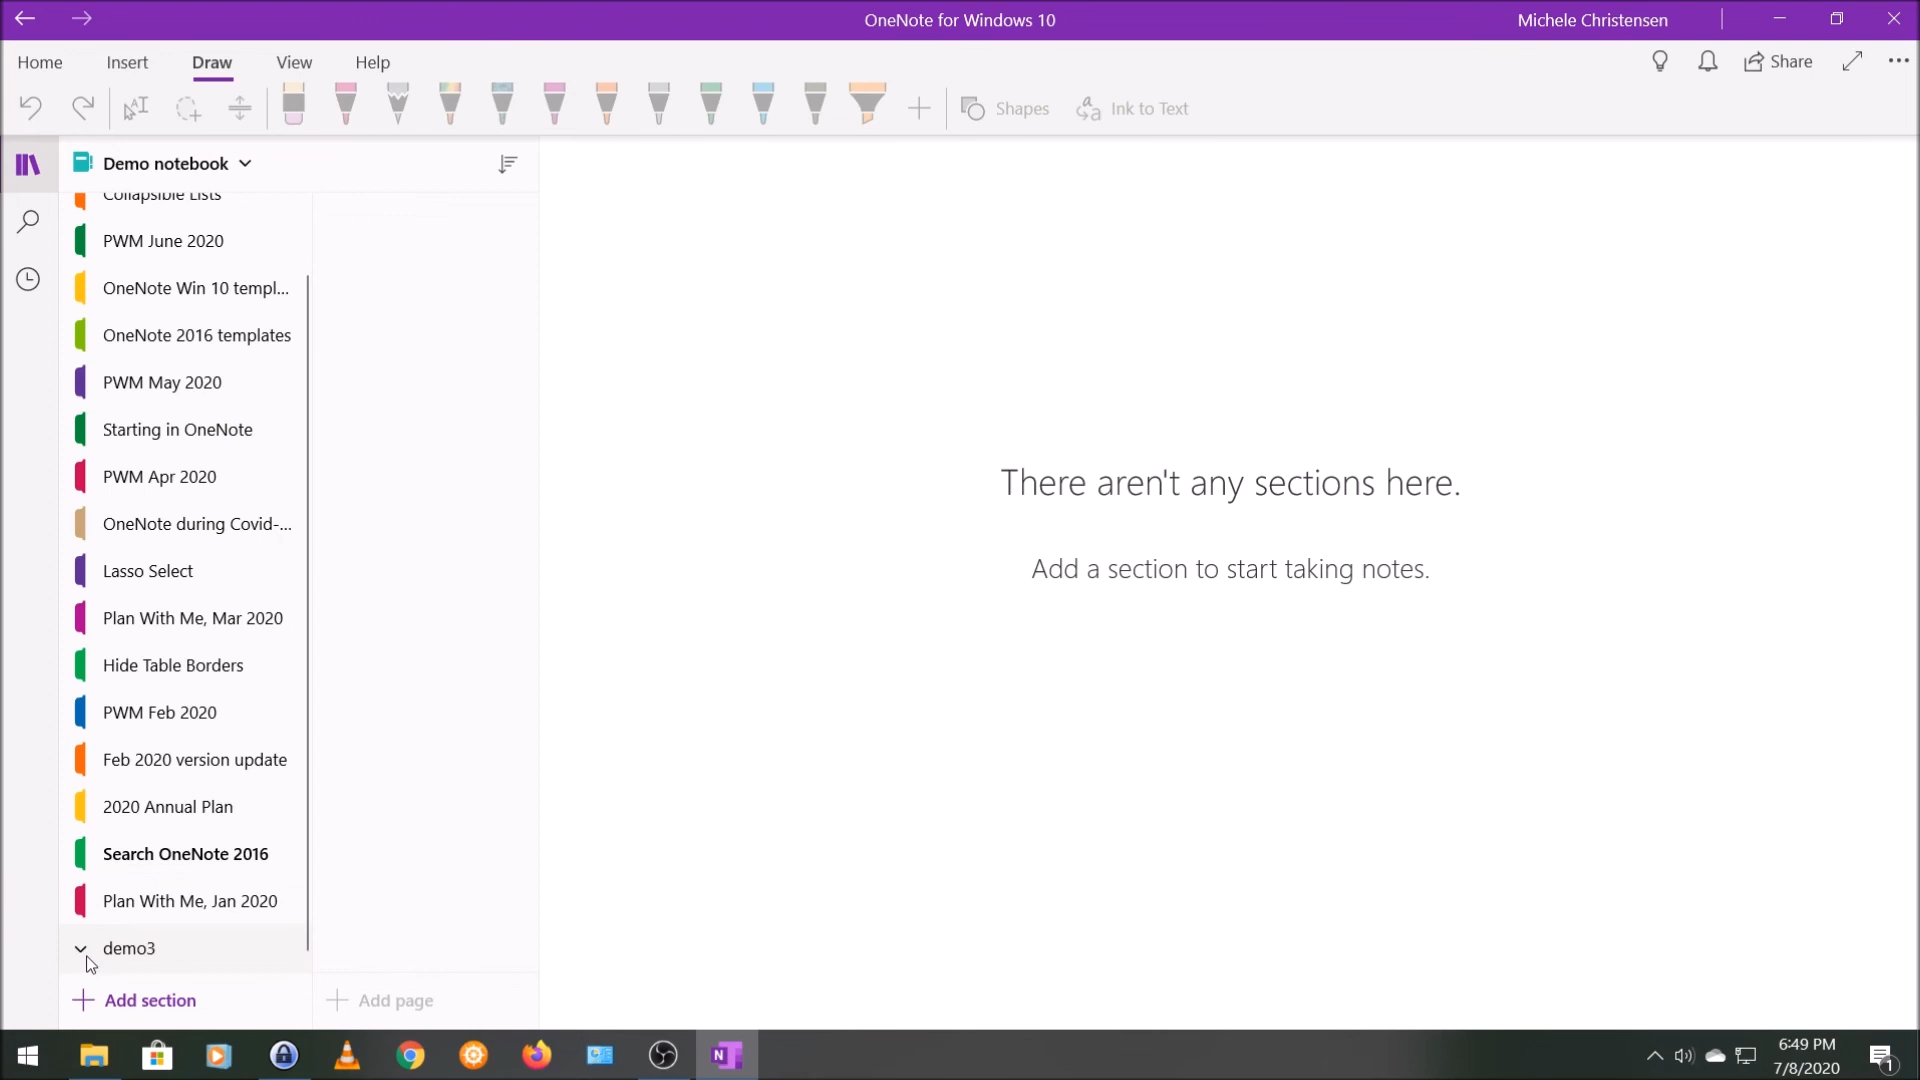 OneNote for Windows 10
Michele Christensen
Home Insert Draw View Help
Share
Shapes
Ink to Text
Demo notebook
Collapsible Lists
PWM June 2020
OneNote Win 10 templ...
OneNote 2016 templates
PWM May 2020
Starting in OneNote
PWM Apr 2020
OneNote during Covid-...
Lasso Select
Plan With Me, Mar 2020
Hide Table Borders
PWM Feb 2020
Feb 2020 version update
2020 Annual Plan
Search OneNote 2016
Plan With Me, Jan 2020
demo3
Add section
Add page
There aren't any sections here.
Add a section to start taking notes.
N
6:49 PM
7/8/2020
1